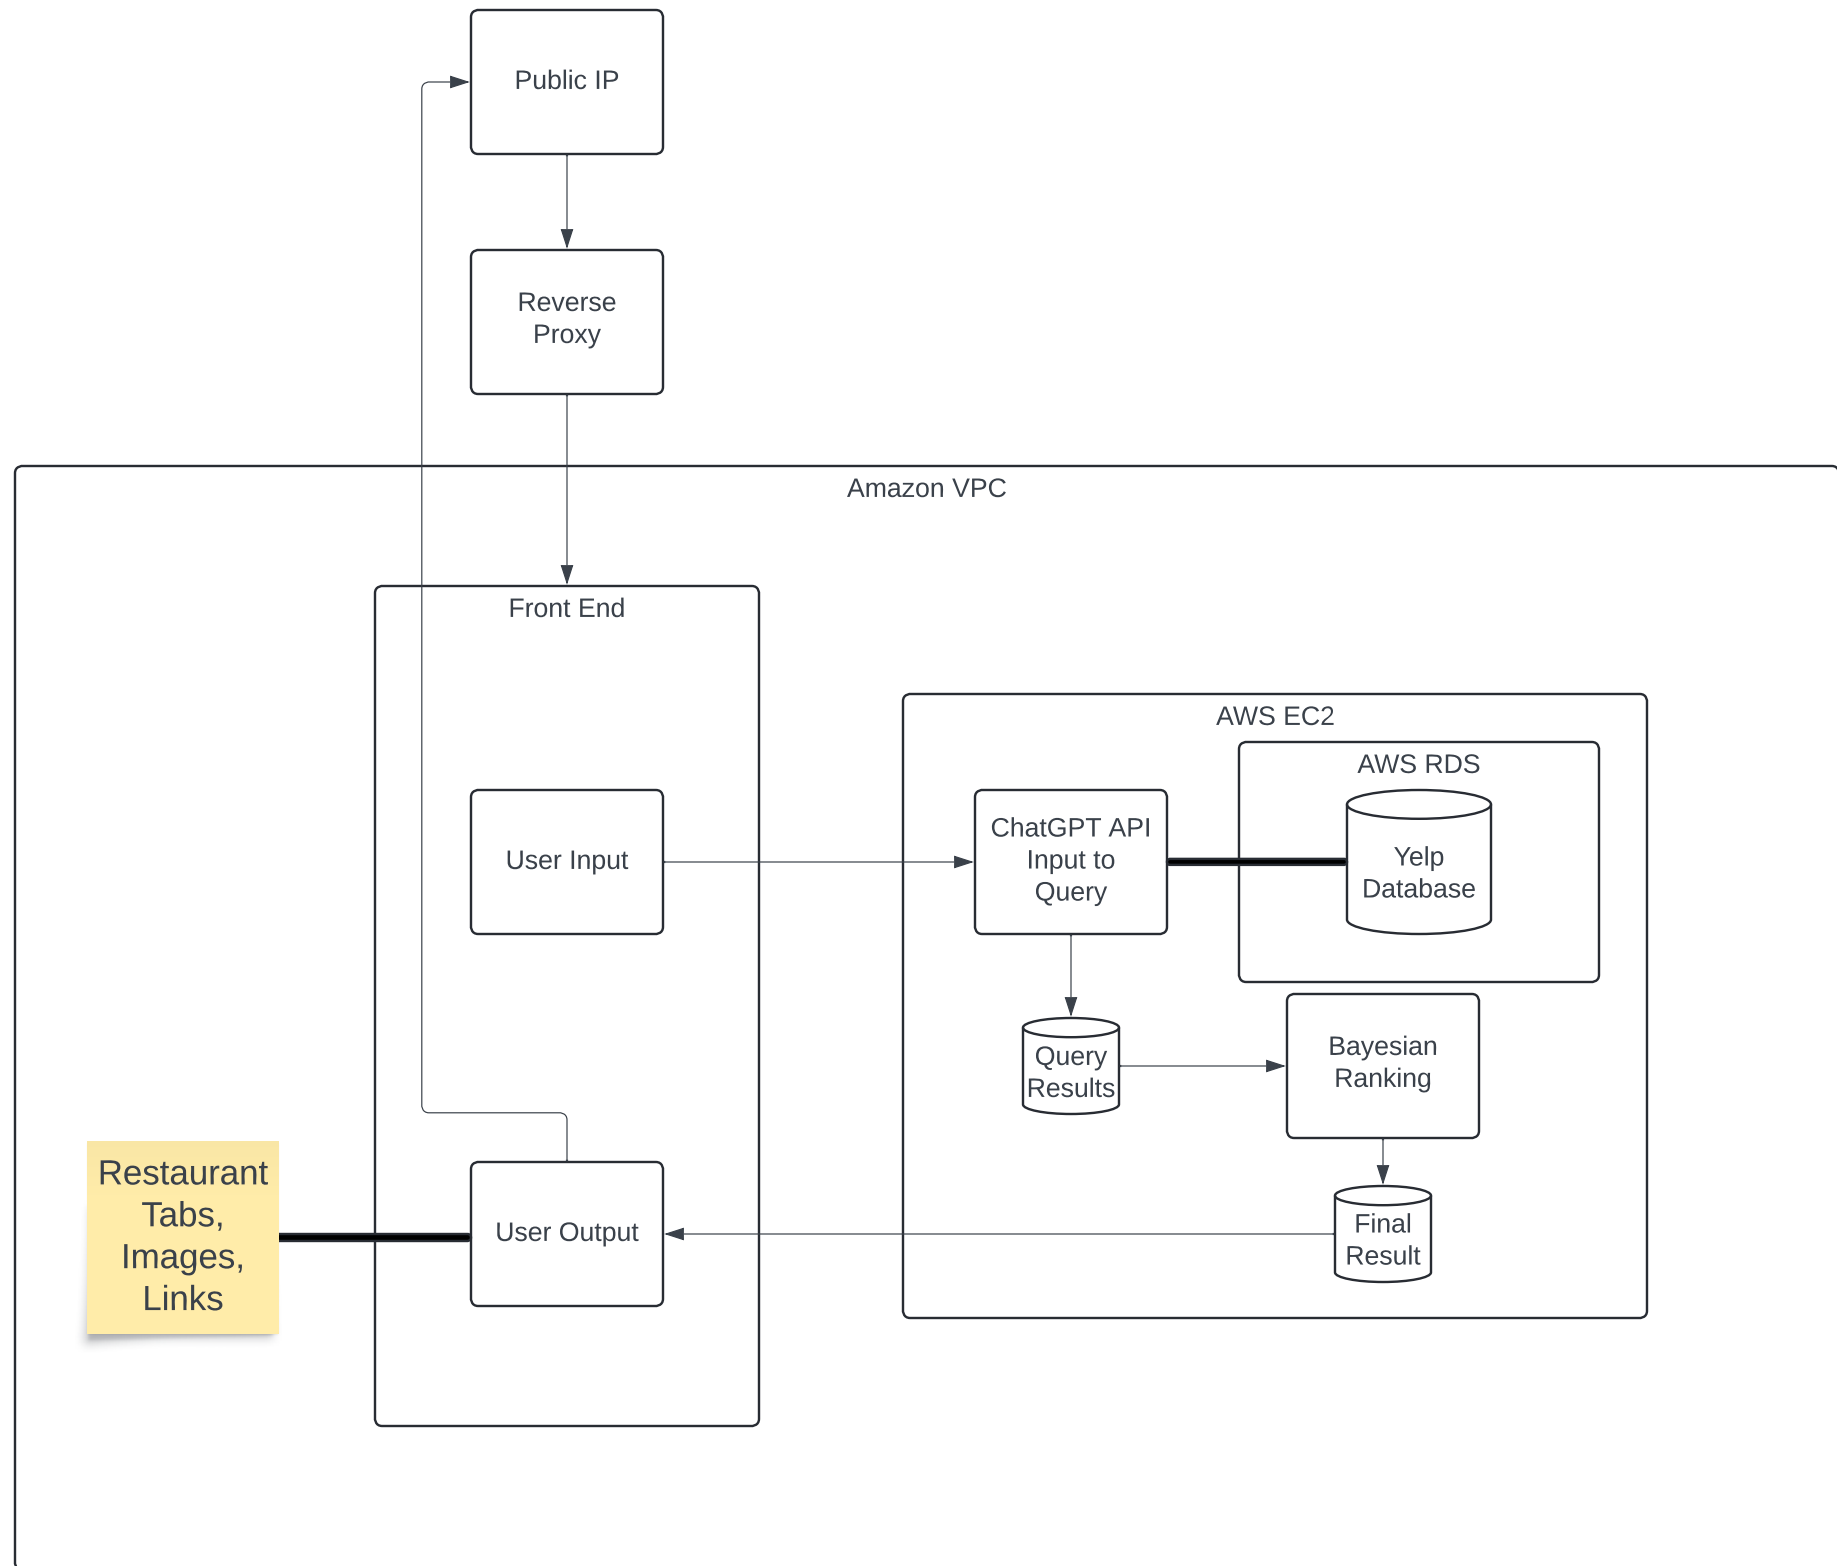 Public IP
Reverse
Proxy
Amazon VPC
Front End
AWS EC2
AWS RDS
User Input
ChatGPT API
Input to
Query
Yelp
Database
Query
Results
Bayesian
Ranking
Restaurant
Tabs,
Images,
Links
User Output
Final
Result